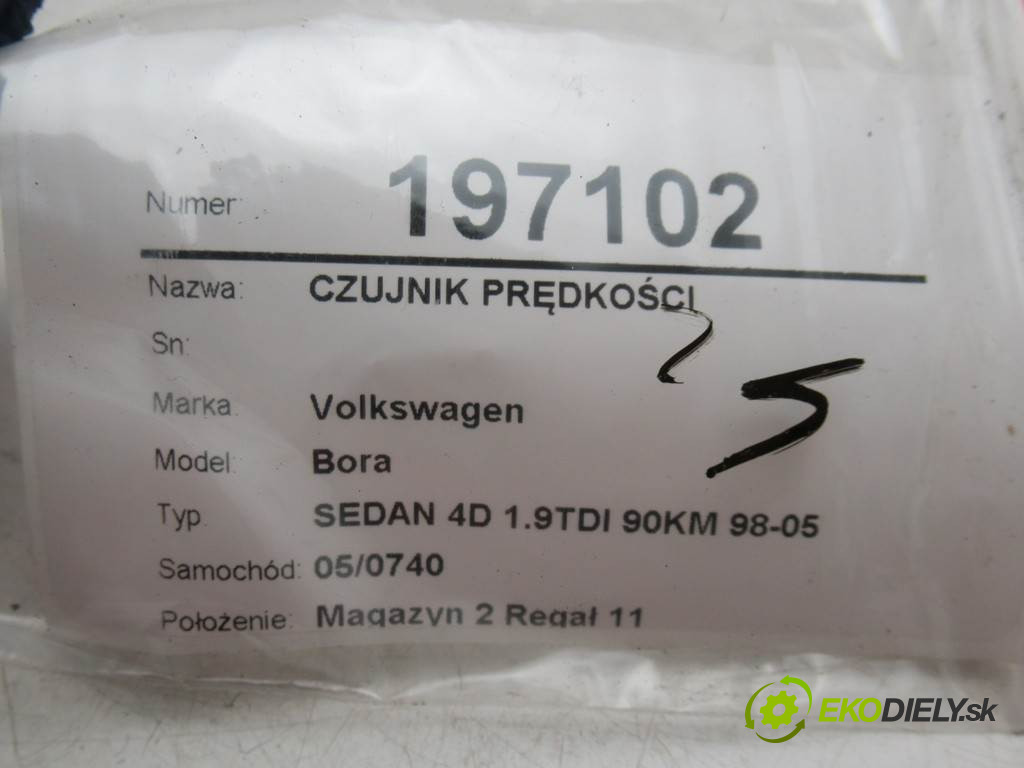 Numer: 197102
Nazwa: CZUJNIK PRĘDKOŚCI
Sn:
Marka: Volkswagen
Model: Bora
Typ SEDAN 4D 1.9TDI 90KM 98-05
Samochód: 05/0740
Położenie: Magazyn 2 Regał 11
5
EKODIELY.sk